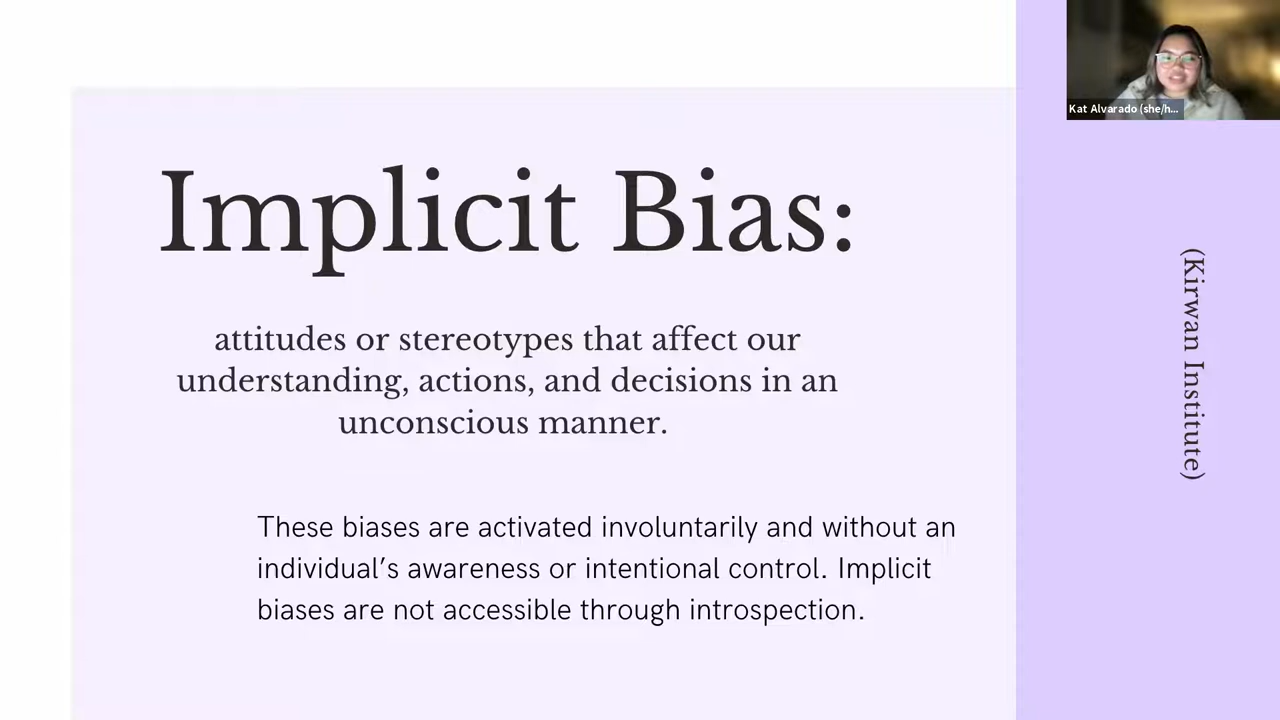 Implicit Bias:
attitudes or stereotypes that affect our
understanding, actions, and decisions in an
unconscious manner.
These biases are activated involuntarily and without an
individual’s awareness or intentional control. Implicit
biases are not accessible through introspection.
Kat Alvarado (she/h...
(Kirwan Institute)